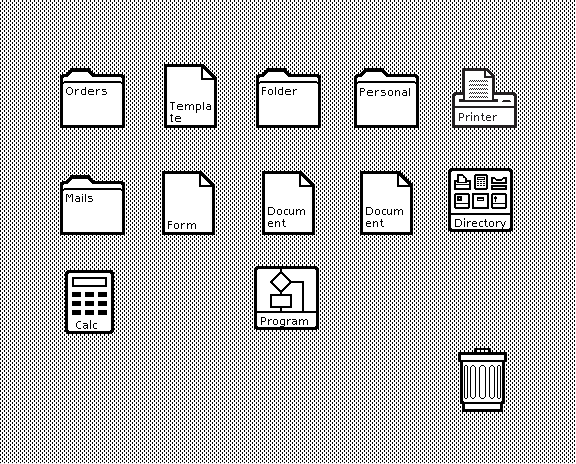 Orders
Templa
te
Folder
Personal
Printer
Mails
Form
Docum
ent
Docum
ent
Directory
Calc
Program